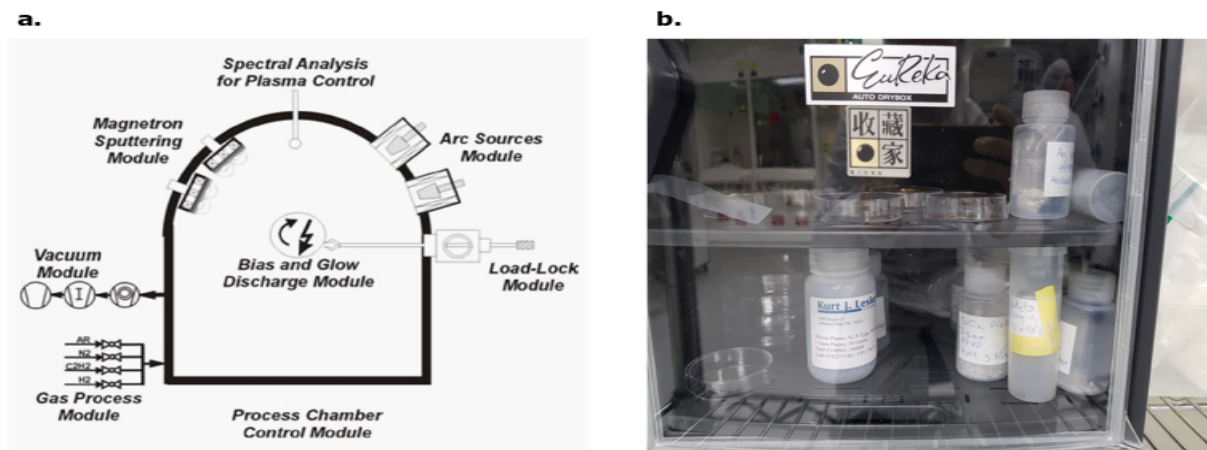 a.
Spectral Analysis
for Plasma Control
Magnetron
Sputtering
Module
Arc Sources
Module
Vacuum
Module
I
Bias and Glow
Discharge Module
Load-Lock
Module
AR
N2
C2H2
H2
Gas Process
Module
Process Chamber
Control Module
b.
EuReKa
AUTO DRYBOX
收藏
家
Kurt J. Lesker